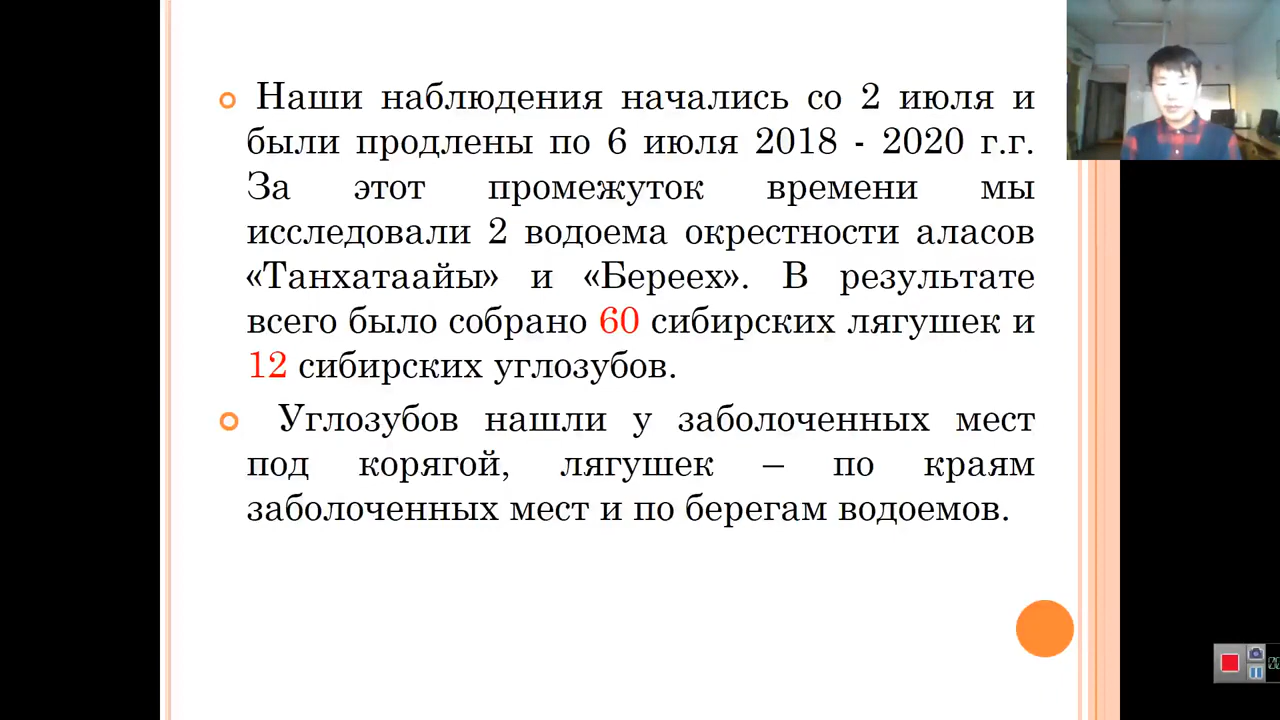 Наши наблюдения начались со 2 июля и
были продлены по 6 июля 2018 - 2020 г.г.
За этот промежуток времени мы
исследовали 2 водоема окрестности аласов
«Танхатаайы» и «Береех». В результате
всего было собрано 60 сибирских лягушек и
12 сибирских углозубов.
Углозубов нашли у заболоченных мест
под корягой, лягушек – по краям
заболоченных мест и по берегам водоемов.